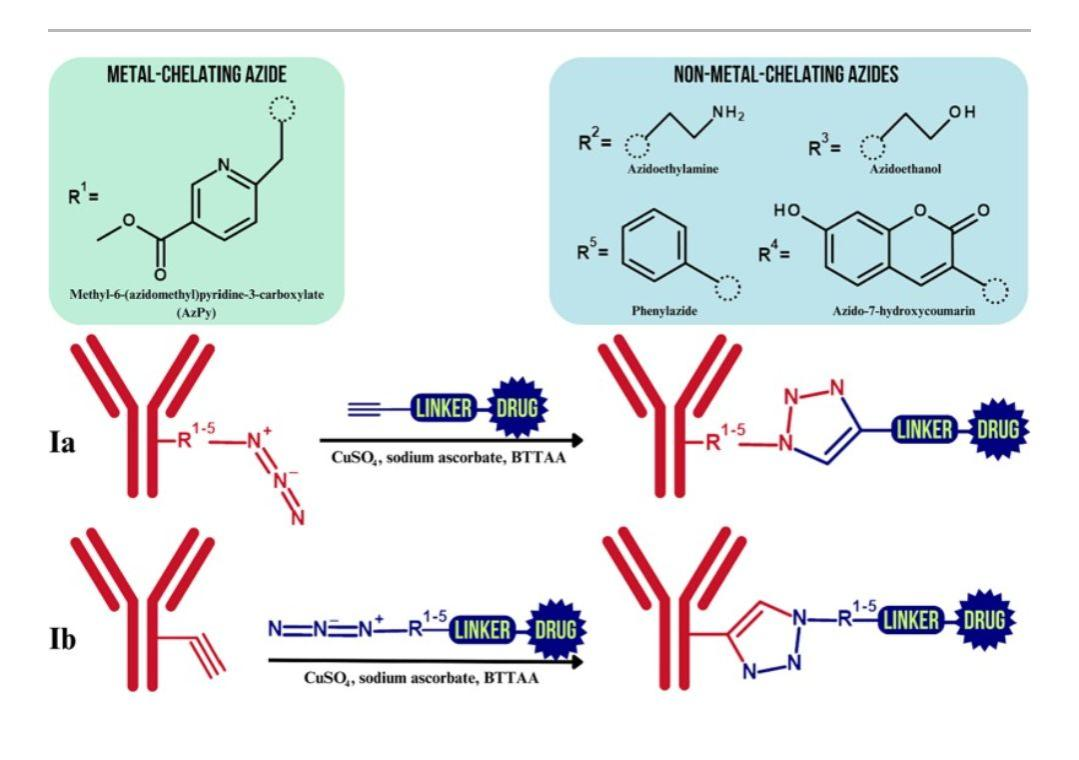 METAL-CHELATING AZIDE
R¹=
N
O
O
Methyl-6-(azidomethyl)pyridine-3-carboxylate
(AzPy)
NON-METAL-CHELATING AZIDES
R²=
NH₂
Azidoethylamine
R³=
OH
Azidoethanol
R⁵=
Phenylazide
R⁴=
HO
O
O
Azido-7-hydroxycoumarin
Ia
R¹⁻⁵
N⁺
N⁻
N
LINKER
DRUG
CuSO₄, sodium ascorbate, BTTAA
R¹⁻⁵
N
N
N
LINKER
DRUG
Ib
N=N⁻=N⁺-R¹⁻⁵
LINKER
DRUG
CuSO₄, sodium ascorbate, BTTAA
N
N
N
R¹⁻⁵
LINKER
DRUG